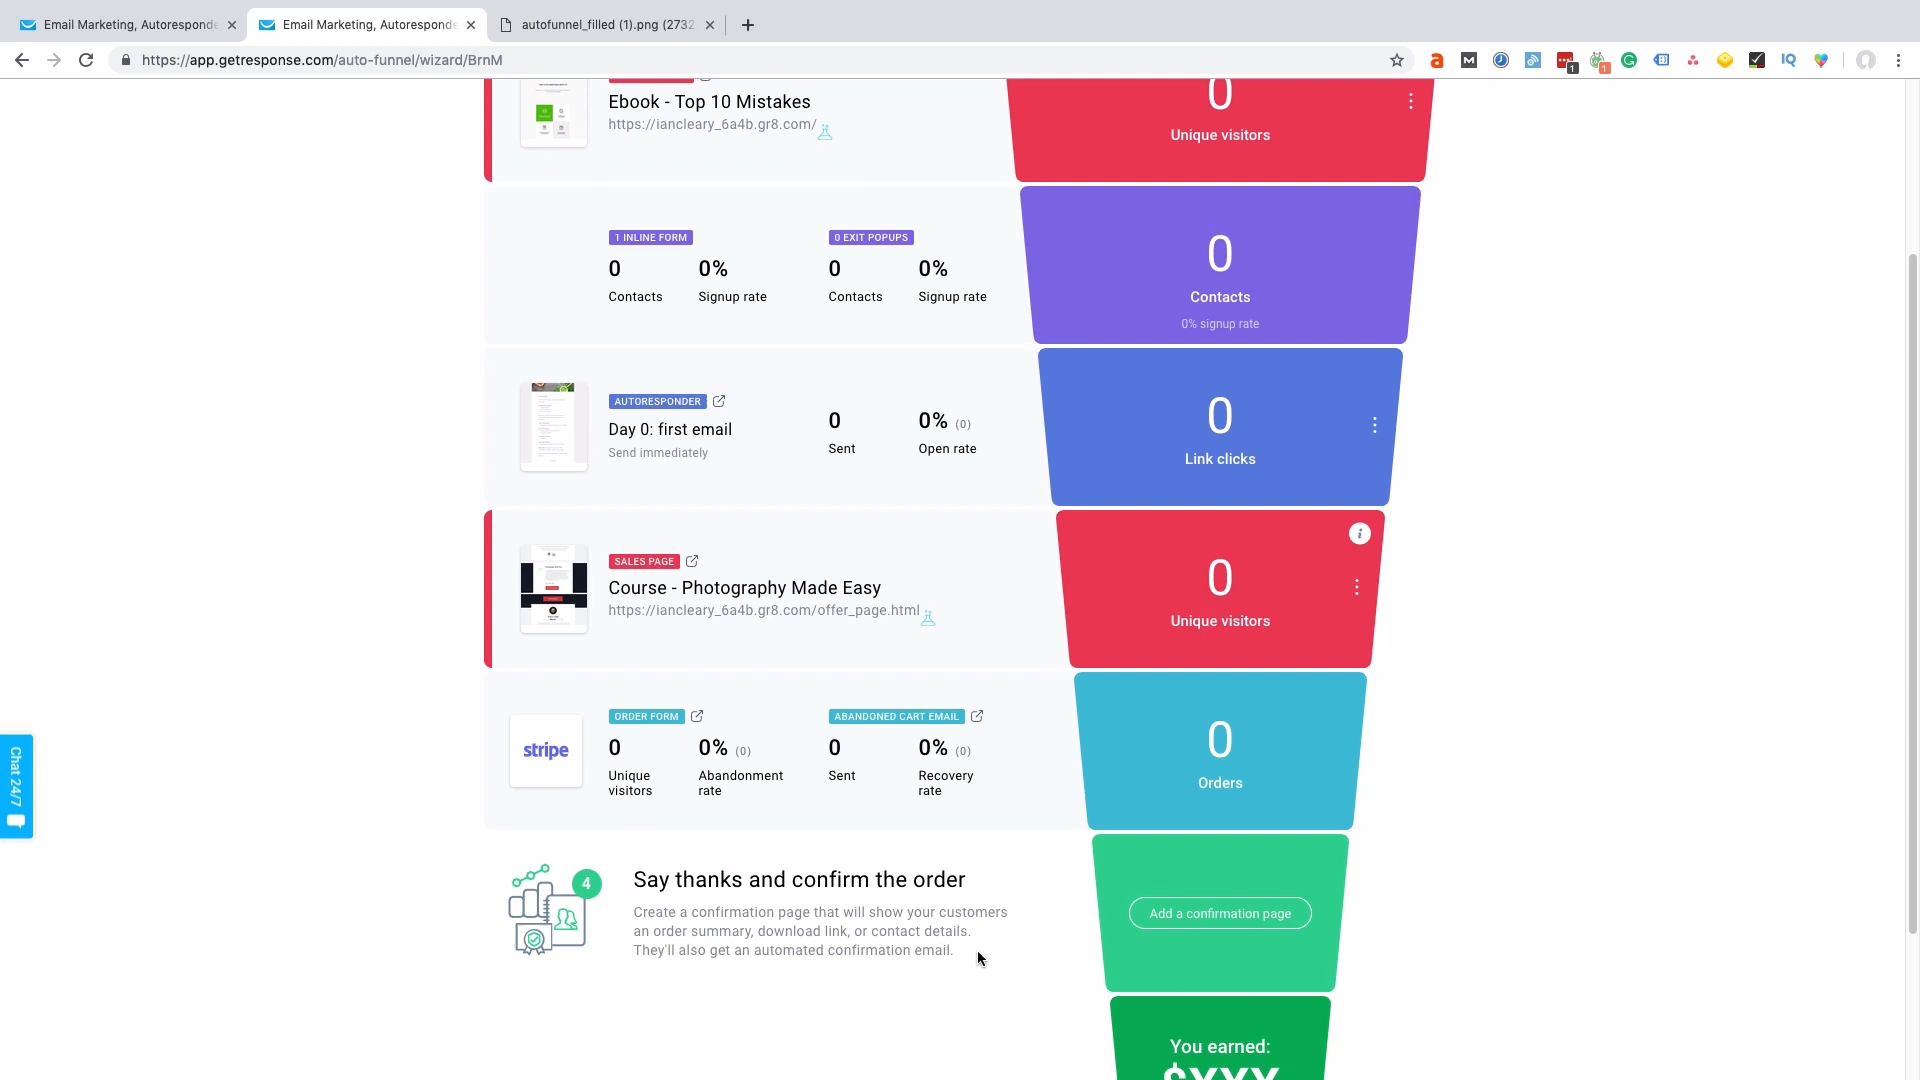 Email Marketing, Autoresponde
Email Marketing, Autoresponde
autofunnel_filled (1).png (2732
https://app.getresponse.com/auto-funnel/wizard/BrnM
Ebook - Top 10 Mistakes
https://iancleary_6a4b.gr8.com/
0
Unique visitors
1 INLINE FORM
0 EXIT POPUPS
0 0% 0 0%
Contacts Signup rate Contacts Signup rate
0
Contacts
0% signup rate
AUTORESPONDER
Day 0: first email
Send immediately
0 0% (0)
Sent Open rate
0
Link clicks
SALES PAGE
Course - Photography Made Easy
https://iancleary_6a4b.gr8.com/offer_page.html
0
Unique visitors
stripe
ORDER FORM
ABANDONED CART EMAIL
0 0% (0) 0 0% (0)
Unique visitors
Abandonment rate
Sent
Recovery rate
0
Orders
4
Say thanks and confirm the order
Create a confirmation page that will show your customers
an order summary, download link, or contact details.
They'll also get an automated confirmation email.
Add a confirmation page
You earned:
$XXX
Chat 24/7